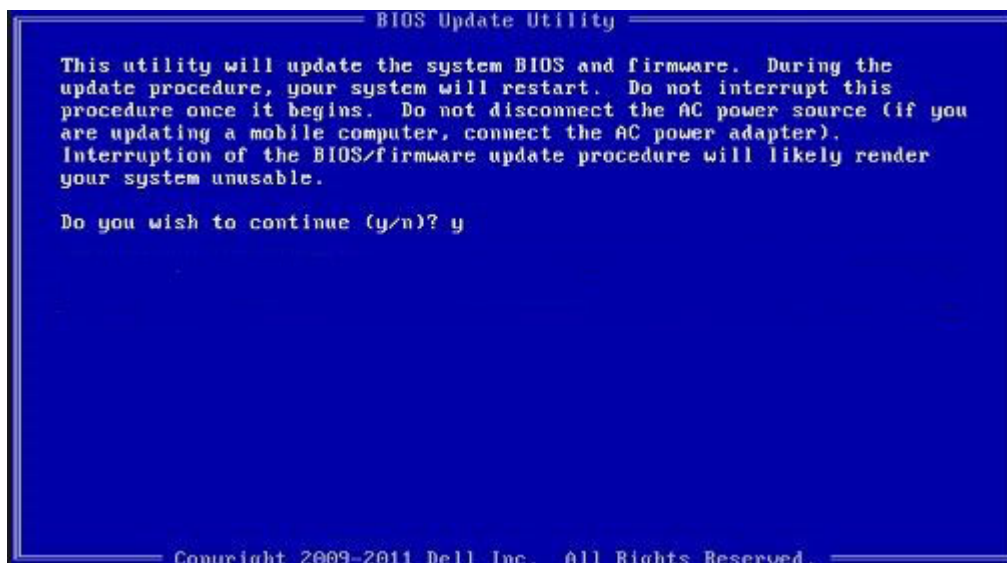 BIOS Update Utility
This utility will update the system BIOS and firmware. During the
update procedure, your system will restart. Do not interrupt this
procedure once it begins. Do not disconnect the AC power source (if you
are updating a mobile computer, connect the AC power adapter).
Interruption of the BIOS/firmware update procedure will likely render
your system unusable.
Do you wish to continue (y/n)? y
Copyright 2009-2011 Dell Inc. All Rights Reserved.